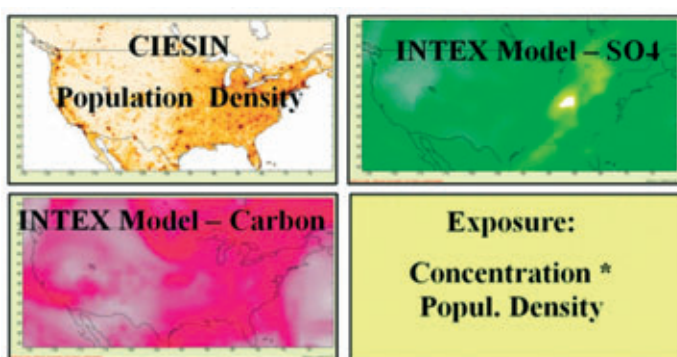 CIESIN
Population Density
INTEX Model – SO4
INTEX Model – Carbon
Exposure:
Concentration *
Popul. Density